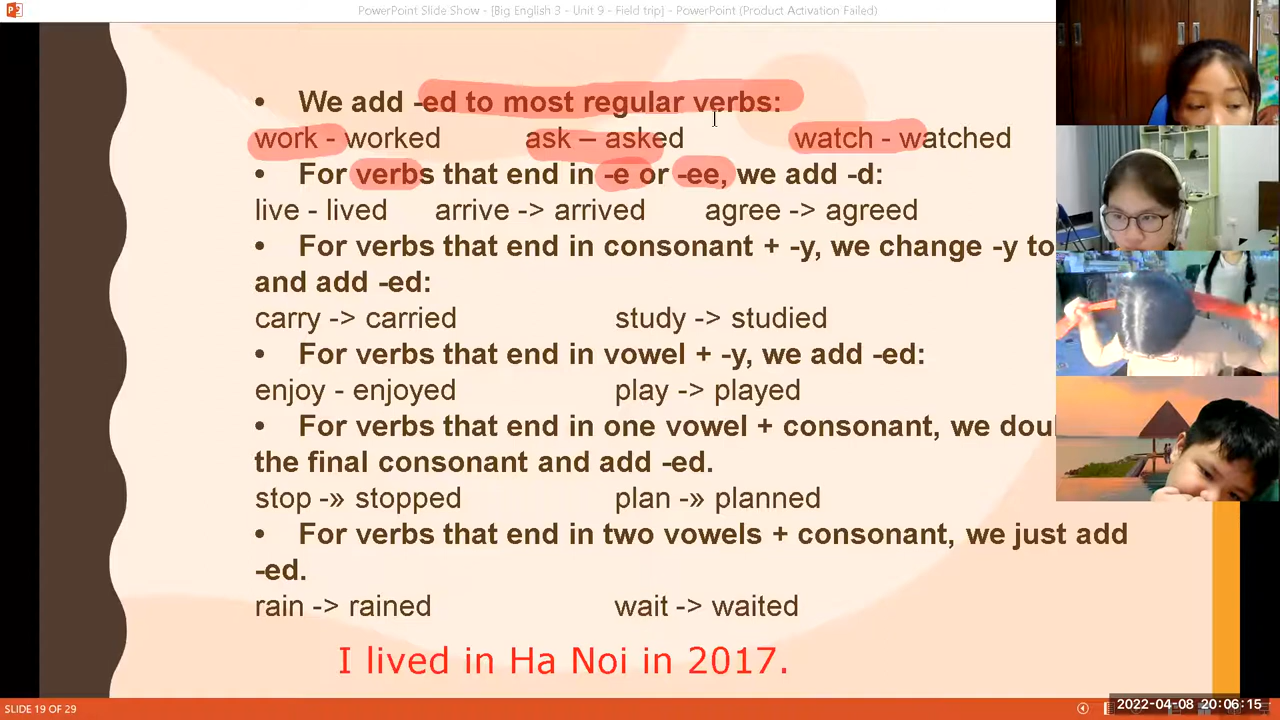 PowerPoint Slide Show - [Big English 3 - Unit 9 - Field trip] - PowerPoint (Product Activation Failed)
• We add -ed to most regular verbs:
work - worked ask – asked watch - watched
• For verbs that end in -e or -ee, we add -d:
live - lived arrive -> arrived agree -> agreed
• For verbs that end in consonant + -y, we change -y to
and add -ed:
carry -> carried study -> studied
• For verbs that end in vowel + -y, we add -ed:
enjoy - enjoyed play -> played
• For verbs that end in one vowel + consonant, we dou
the final consonant and add -ed.
stop -» stopped plan -» planned
• For verbs that end in two vowels + consonant, we just add
-ed.
rain -> rained wait -> waited
I lived in Ha Noi in 2017.
SLIDE 19 OF 29
2022-04-08 20:06:15